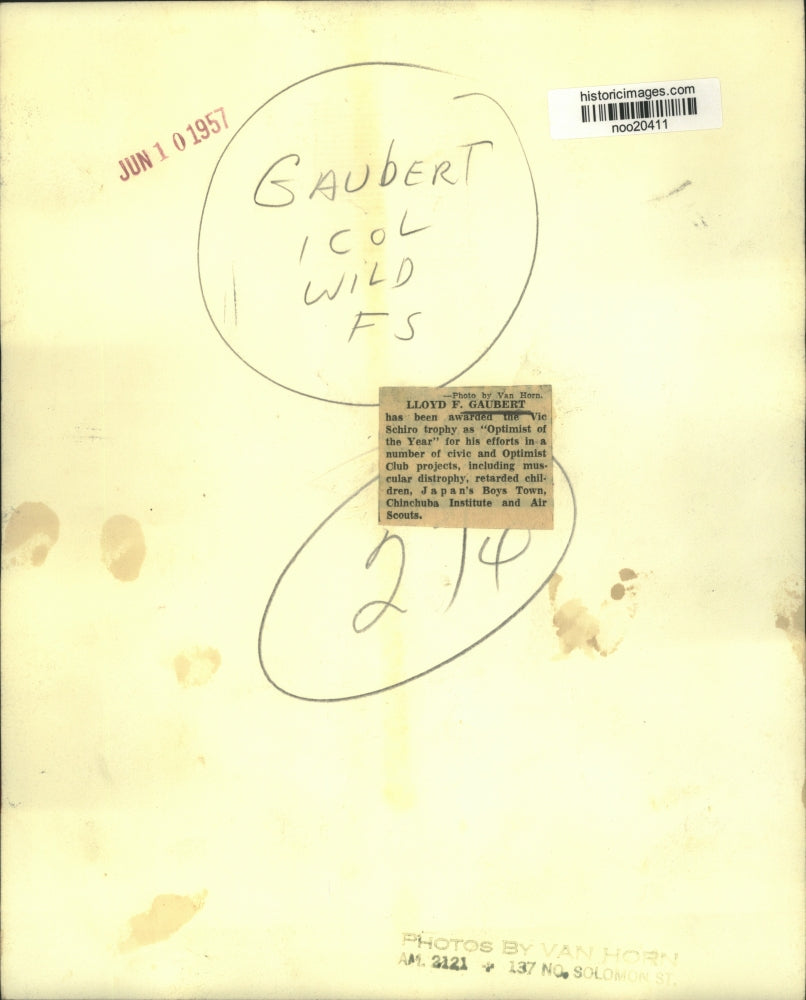 historicimages.com
noo20411
JUN 10 1957
GAUbERT
1 COL
WILD
FS
—Photo by Van Horn.
LLOYD F. GAUBERT
has been awarded the Vic
Schiro trophy as “Optimist of
the Year” for his efforts in a
number of civic and Optimist
Club projects, including mus-
cular distrophy, retarded chil-
dren, Japan's Boys Town,
Chinchuba Institute and Air
Scouts.
2 14
PHOTOS BY VAN HORN
AM. 2121 137 NO. SOLOMON ST.